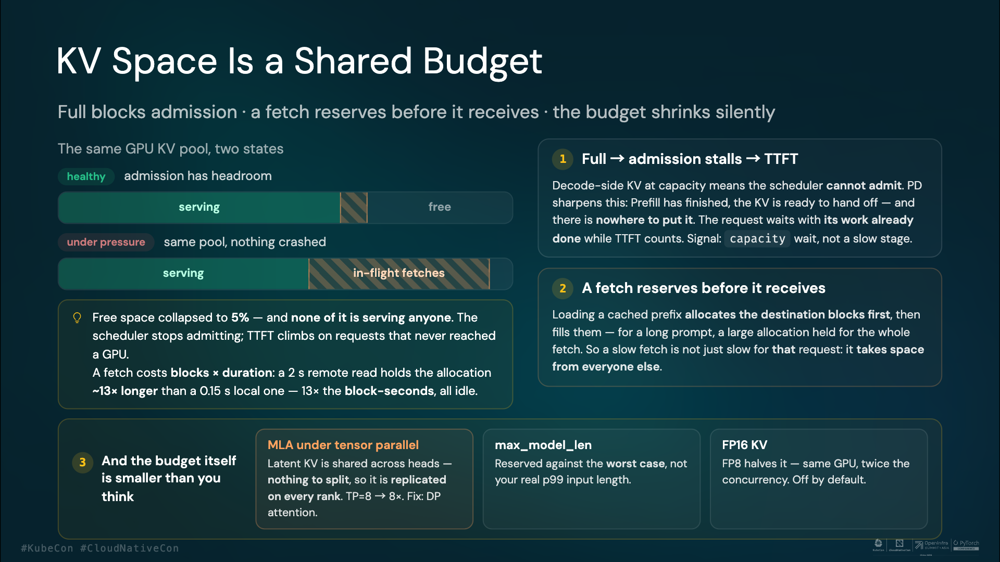 KV Space Is a Shared Budget
Full blocks admission · a fetch reserves before it receives · the budget shrinks silently
The same GPU KV pool, two states
healthy admission has headroom
serving free
under pressure same pool, nothing crashed
serving in-flight fetches
Free space collapsed to 5% — and none of it is serving anyone. The
scheduler stops admitting; TTFT climbs on requests that never reached
a GPU.
A fetch costs blocks × duration: a 2 s remote read holds the allocation
~13× longer than a 0.15 s local one — 13× the block-seconds, all idle.
1 Full → admission stalls → TTFT
Decode-side KV at capacity means the scheduler cannot admit. PD
sharpens this: Prefill has finished, the KV is ready to hand off — and
there is nowhere to put it. The request waits with its work already
done while TTFT counts. Signal: capacity wait, not a slow stage.
2 A fetch reserves before it receives
Loading a cached prefix allocates the destination blocks first, then
fills them — for a long prompt, a large allocation held for the whole
fetch. So a slow fetch is not just slow for that request: it takes space
from everyone else.
3 And the budget itself
is smaller than you
think
MLA under tensor parallel
Latent KV is shared across heads —
nothing to split, so it is replicated
on every rank. TP=8 → 8×. Fix: DP
attention.
max_model_len
Reserved against the worst case, not
your real p99 input length.
FP16 KV
FP8 halves it — same GPU, twice the
concurrency. Off by default.
#KubeCon #CloudNativeCon
KubeCon CloudNativeCon OpenInfra SUMMIT · ASIA PyTorch CONFERENCE